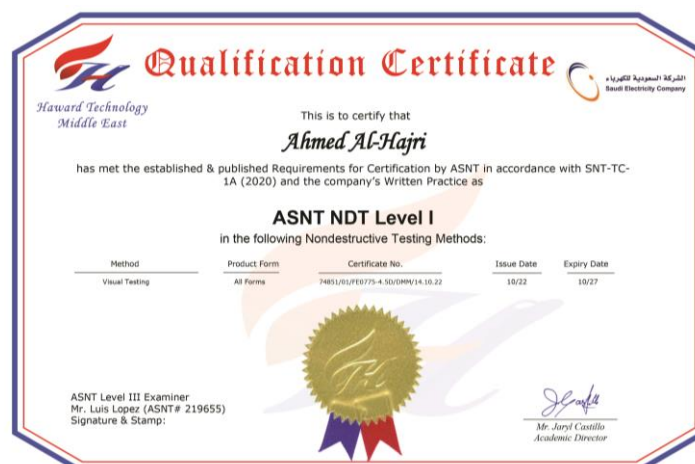 Qualification Certificate
Haward Technology
Middle East
الشركة السعودية للكهرباء
Saudi Electricity Company
This is to certify that
Ahmed Al-Hajri
has met the established & published Requirements for Certification by ASNT in accordance with SNT-TC-
1A (2020) and the company's Written Practice as
ASNT NDT Level I
in the following Nondestructive Testing Methods:
Method Product Form Certificate No. Issue Date Expiry Date
Visual Testing All Forms 74851/01/FE0775-4.5D/DMM/14.10.22 10/22 10/27
ASNT Level III Examiner
Mr. Luis Lopez (ASNT# 219655)
Signature & Stamp:
Mr. Jaryl Castillo
Academic Director